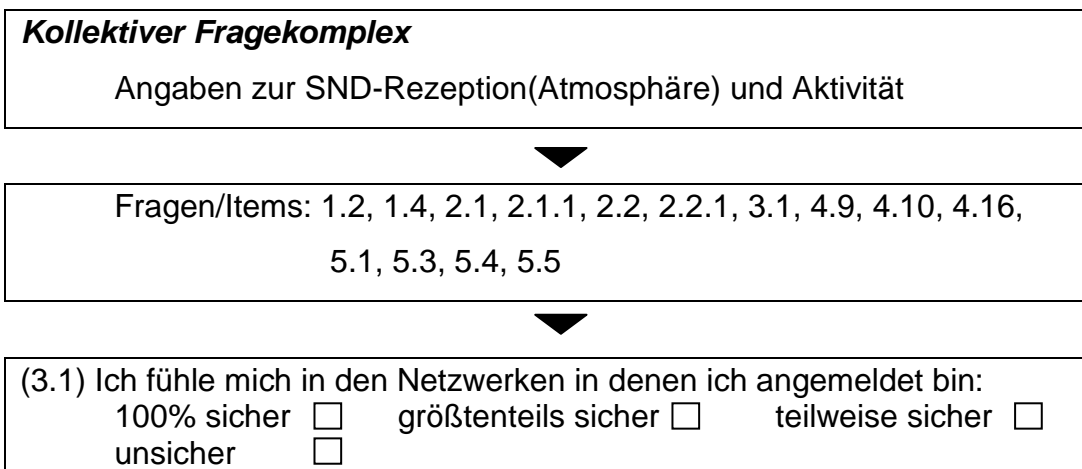 Kollektiver Fragekomplex
Angaben zur SND-Rezeption(Atmosphäre) und Aktivität
Fragen/Items: 1.2, 1.4, 2.1, 2.1.1, 2.2, 2.2.1, 3.1, 4.9, 4.10, 4.16,
5.1, 5.3, 5.4, 5.5
(3.1) Ich fühle mich in den Netzwerken in denen ich angemeldet bin:
100% sicher ☐ größtenteils sicher ☐ teilweise sicher ☐
unsicher ☐